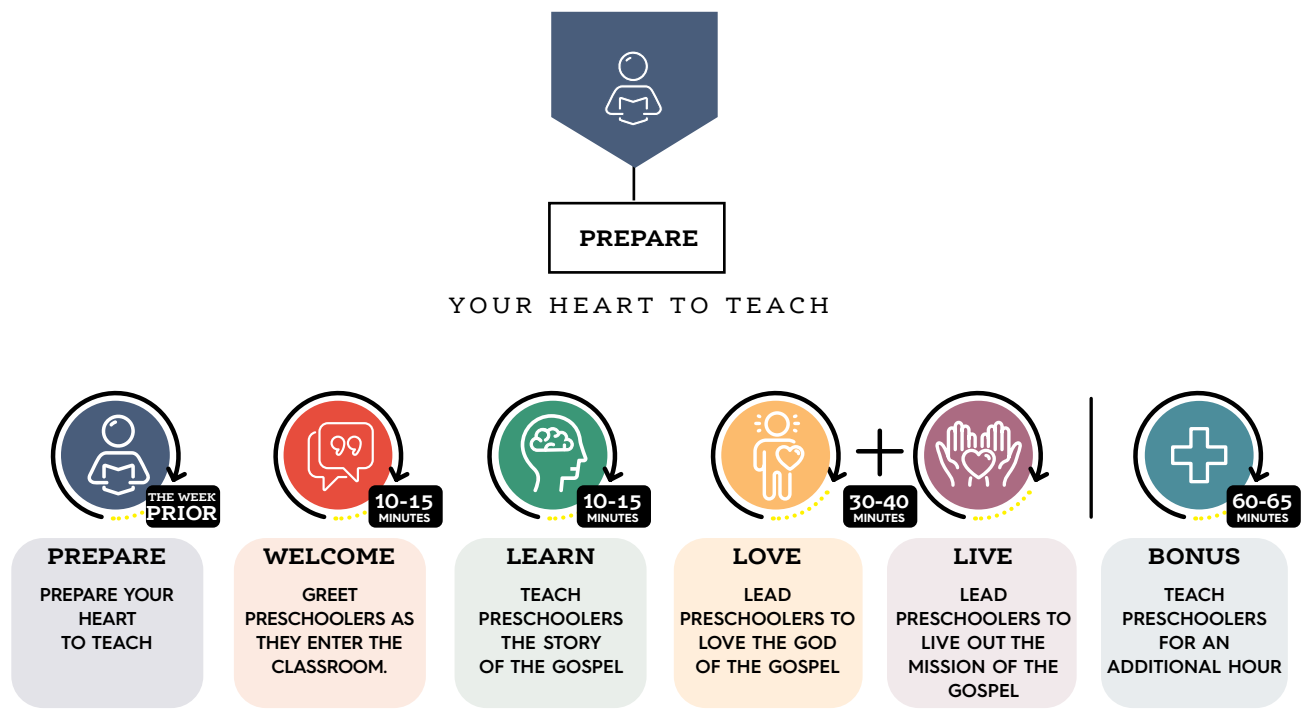 PREPARE
YOUR HEART TO TEACH
THE WEEK
PRIOR
10-15
MINUTES
10-15
MINUTES
30-40
MINUTES
60-65
MINUTES
PREPARE
PREPARE YOUR
HEART
TO TEACH
WELCOME
GREET
PRESCHOOLERS AS
THEY ENTER THE
CLASSROOM.
LEARN
TEACH
PRESCHOOLERS
THE STORY
OF THE GOSPEL
LOVE
LEAD
PRESCHOOLERS TO
LOVE THE GOD
OF THE GOSPEL
LIVE
LEAD
PRESCHOOLERS TO
LIVE OUT THE
MISSION OF THE
GOSPEL
BONUS
TEACH
PRESCHOOLERS
FOR AN
ADDITIONAL HOUR